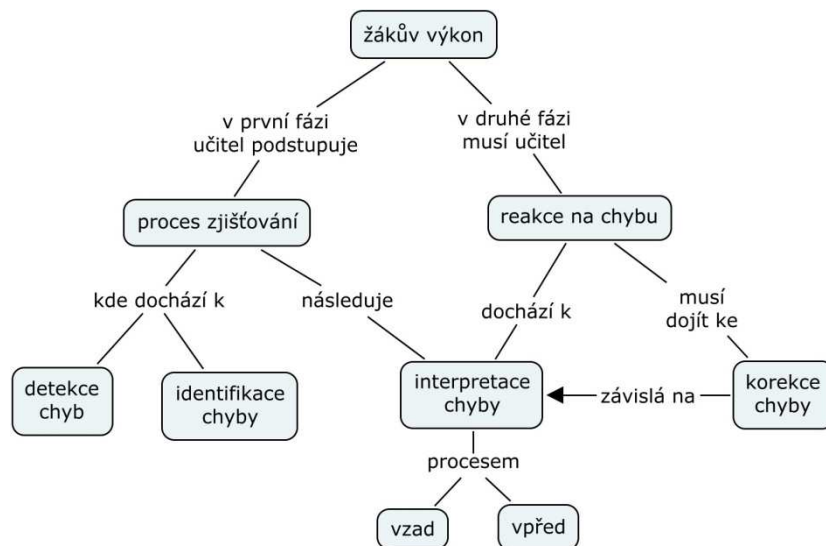 žákův výkon
v první fázi
učitel podstupuje
v druhé fázi
musí učitel
proces zjišťování
reakce na chybu
kde dochází k
následuje
dochází k
musí
dojít ke
detekce
chyb
identifikace
chyby
interpretace
chyby
závislá na
korekce
chyby
procesem
vzad
vpřed